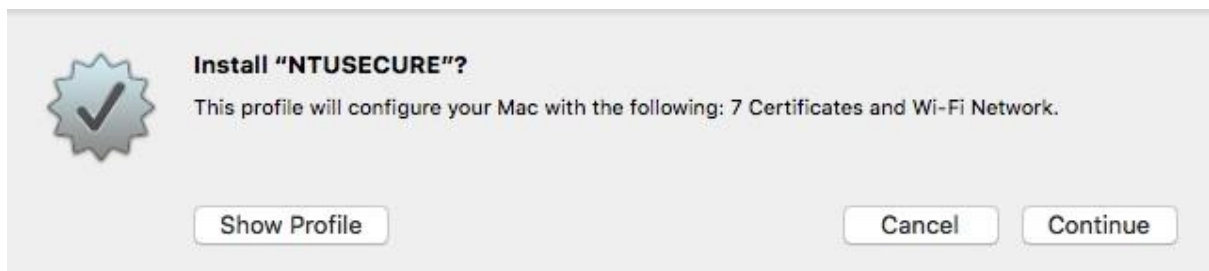 Install “NTUSECURE”?
This profile will configure your Mac with the following: 7 Certificates and Wi-Fi Network.
Show Profile
Cancel
Continue